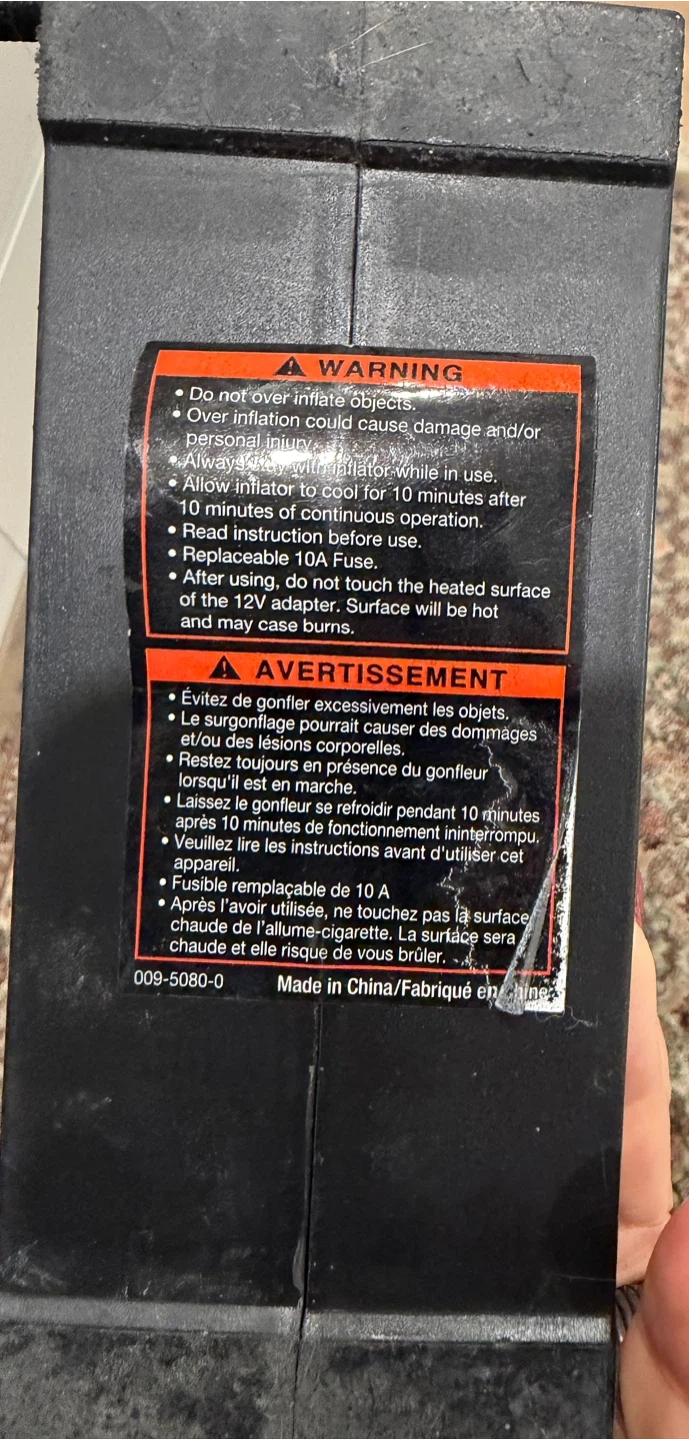 WARNING
• Do not over inflate objects.
• Over inflation could cause damage and/or
personal injury.
• Always stay with inflator while in use.
• Allow inflator to cool for 10 minutes after
10 minutes of continuous operation.
• Read instruction before use.
• Replaceable 10A Fuse.
• After using, do not touch the heated surface
of the 12V adapter. Surface will be hot
and may case burns.
AVERTISSEMENT
• Évitez de gonfler excessivement les objets.
• Le surgonflage pourrait causer des dommages
et/ou des lésions corporelles.
• Restez toujours en présence du gonfleur
lorsqu'il est en marche.
• Laissez le gonfleur se refroidir pendant 10 minutes
après 10 minutes de fonctionnement ininterrompu.
• Veuillez lire les instructions avant d'utiliser cet
appareil.
• Fusible remplaçable de 10 A
• Après l'avoir utilisée, ne touchez pas la surface
chaude de l'allume-cigarette. La surface sera
chaude et elle risque de vous brûler.
009-5080-0 Made in China/Fabriqué en Chine